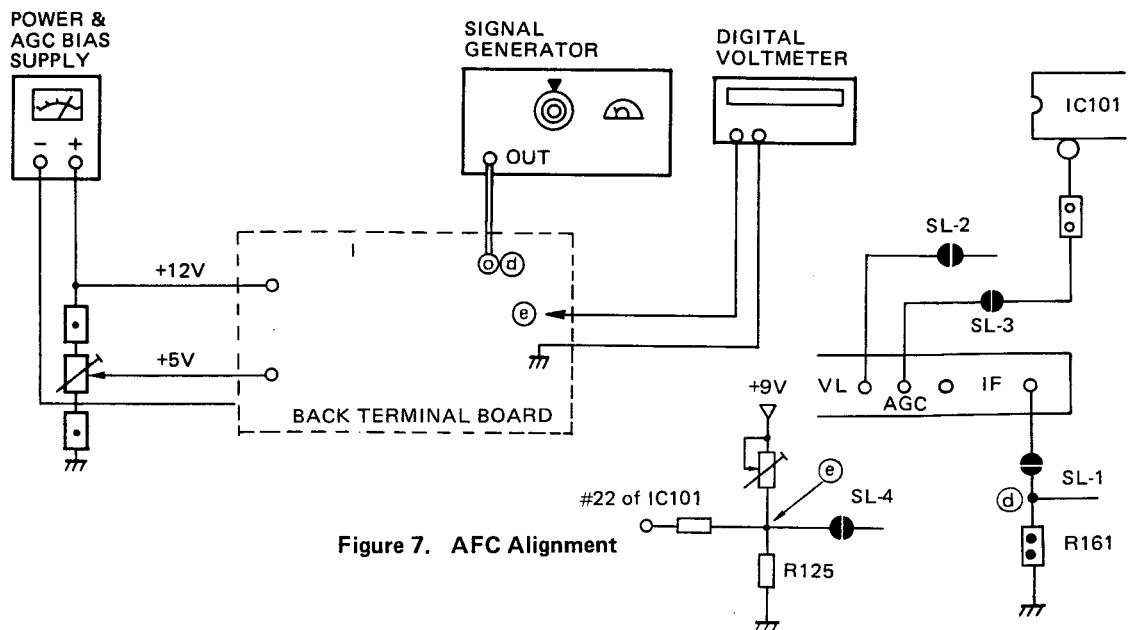 POWER &
AGC BIAS
SUPPLY
- +
SIGNAL
GENERATOR
OUT
DIGITAL
VOLTMETER
IC101
+12V
+5V
d
e
BACK TERMINAL BOARD
SL-2
SL-3
VL
AGC
IF
+9V
e
SL-4
#22 of IC101
R125
d
SL-1
R161
Figure 7. AFC Alignment